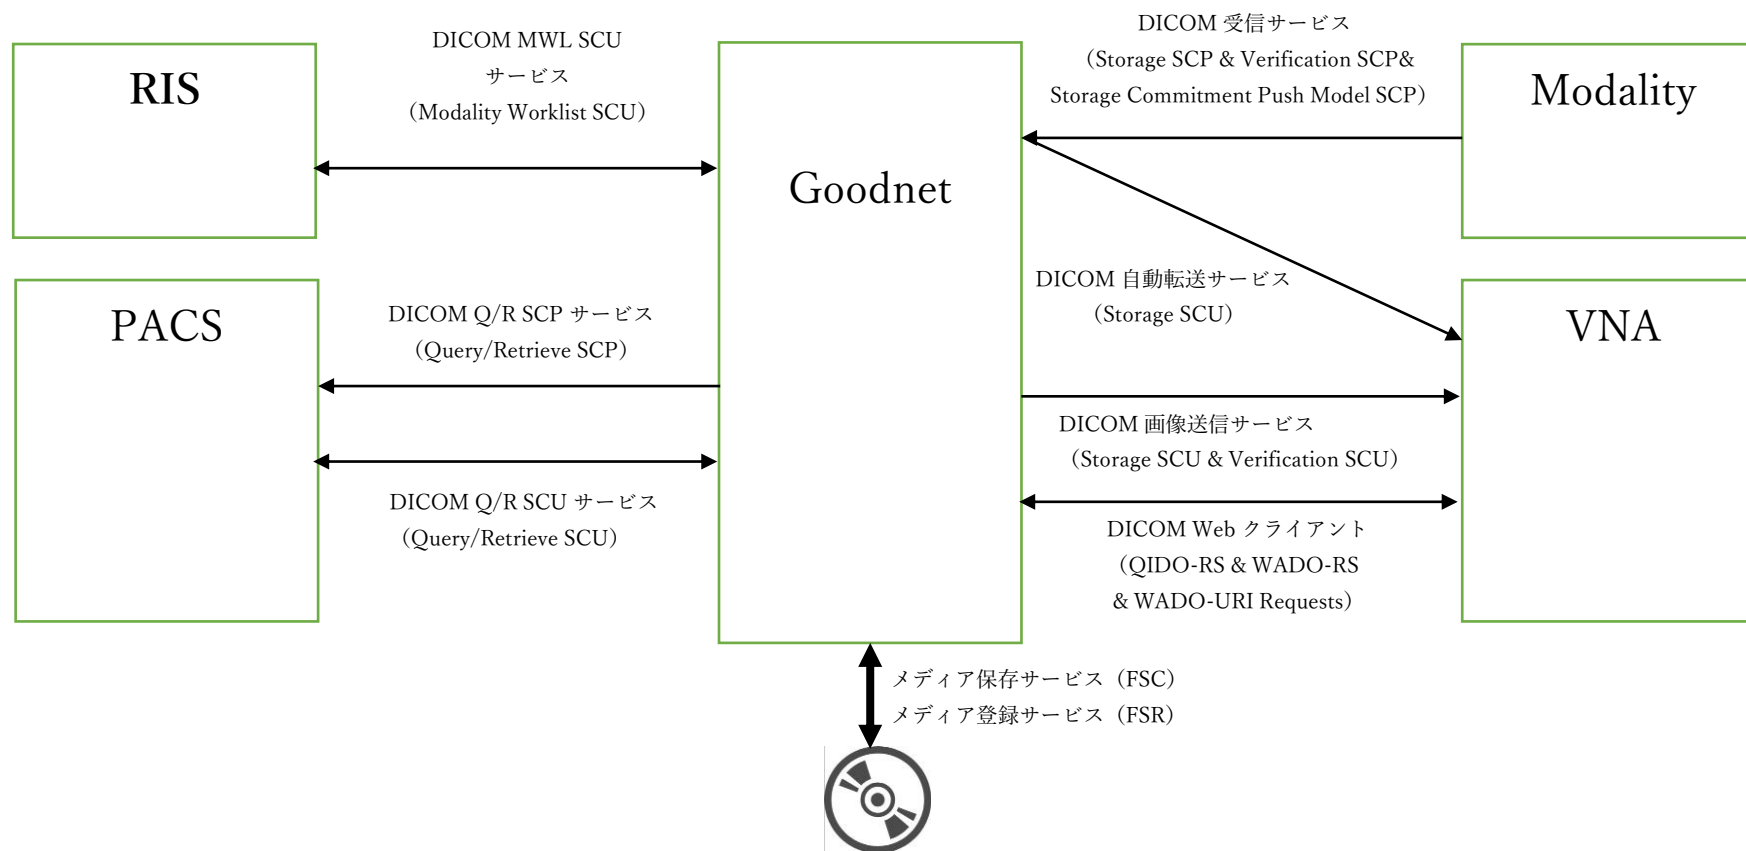 RIS
DICOM MWL SCU
サービス
（Modality Worklist SCU）
Goodnet
DICOM 受信サービス
（Storage SCP & Verification SCP&
Storage Commitment Push Model SCP）
Modality
PACS
DICOM Q/R SCP サービス
（Query/Retrieve SCP）
DICOM Q/R SCU サービス
（Query/Retrieve SCU）
DICOM 自動転送サービス
（Storage SCU）
VNA
DICOM 画像送信サービス
（Storage SCU & Verification SCU）
DICOM Web クライアント
（QIDO-RS & WADO-RS
& WADO-URI Requests）
メディア保存サービス（FSC）
メディア登録サービス（FSR）